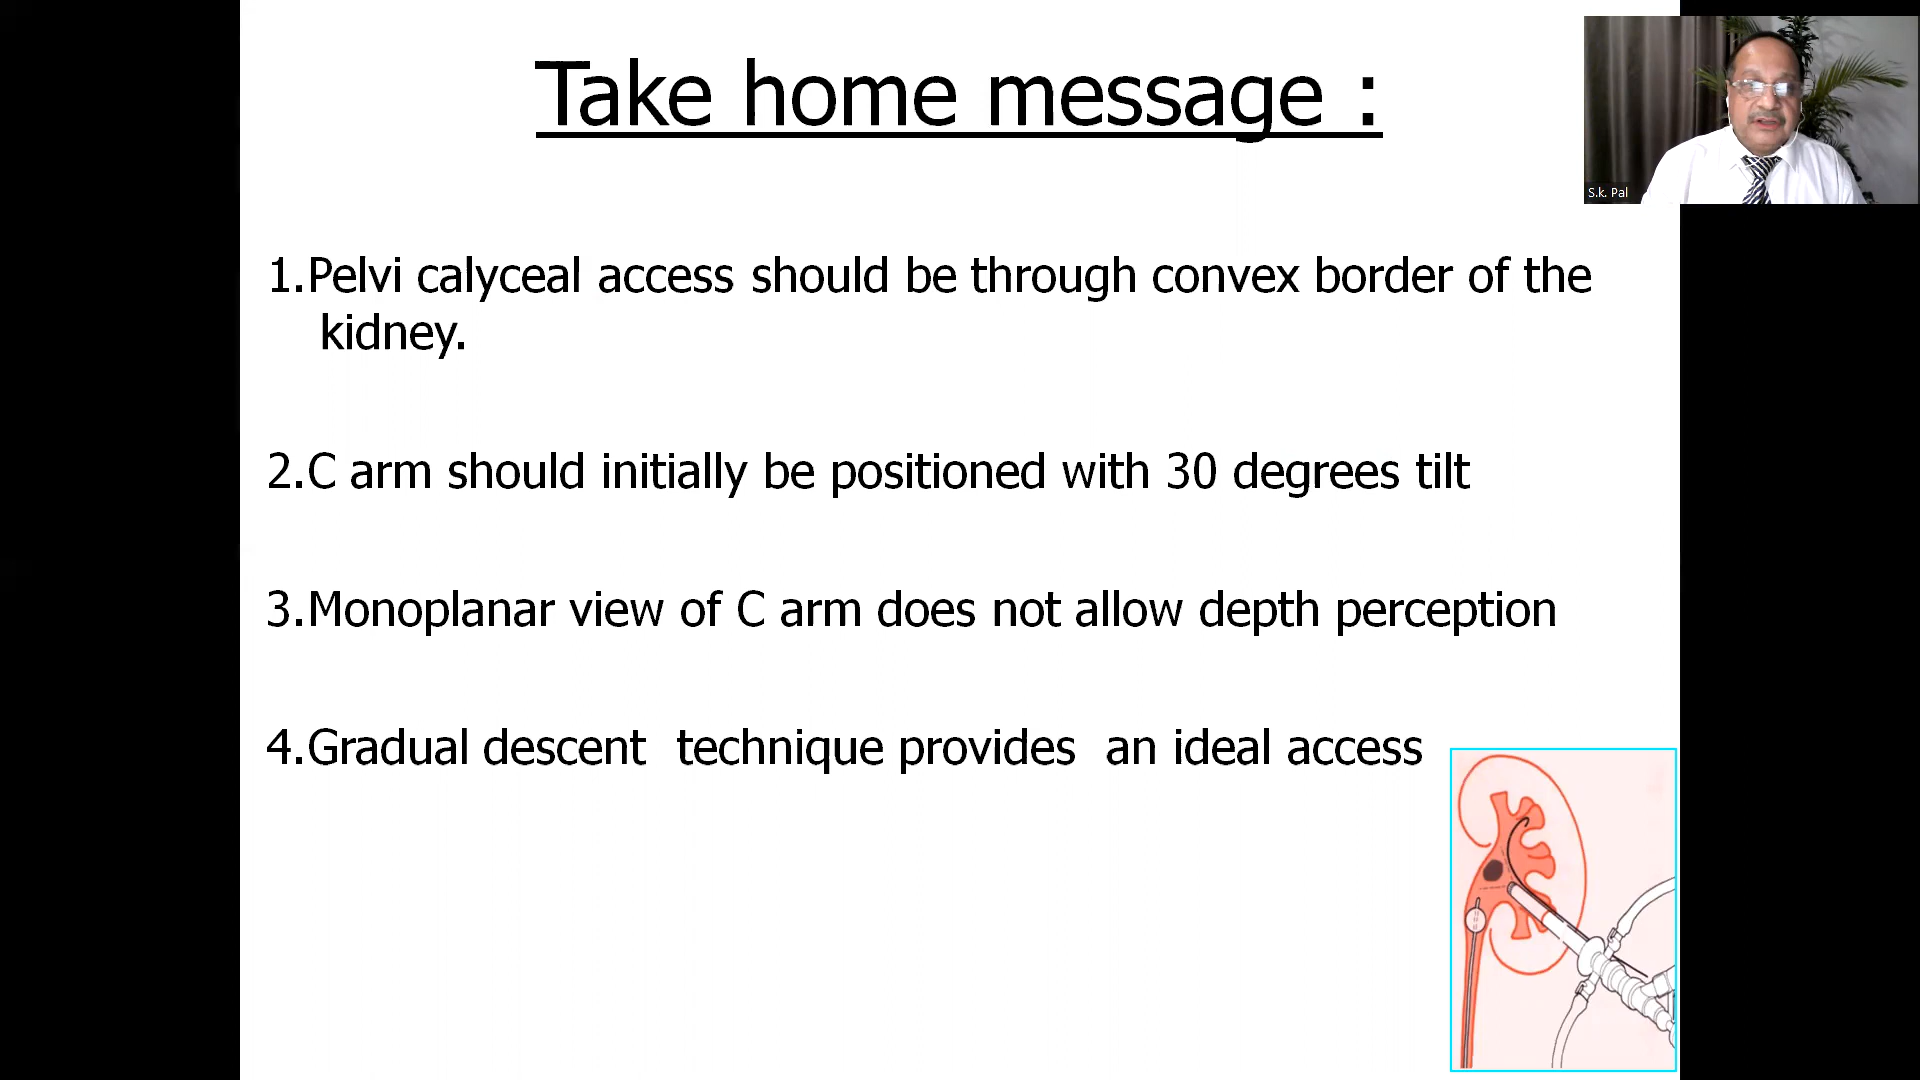 Take home message :
S.k. Pal
1.Pelvi calyceal access should be through convex border of the
kidney.
2.C arm should initially be positioned with 30 degrees tilt
3.Monoplanar view of C arm does not allow depth perception
4.Gradual descent  technique provides  an ideal access